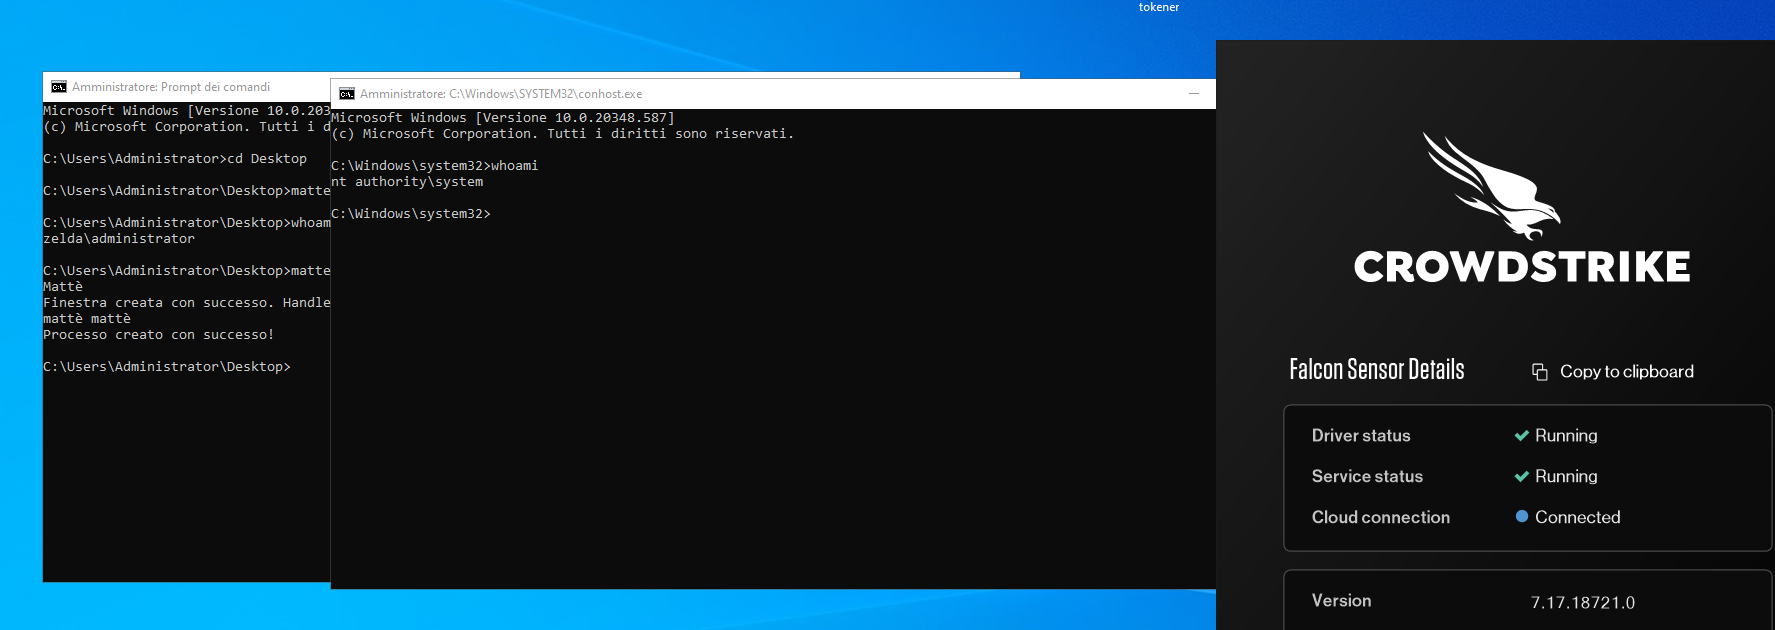 tokener
Amministratore: Prompt dei comandi
Microsoft Windows [Versione 10.0.203
(c) Microsoft Corporation. Tutti i d
C:\Users\Administrator>cd Desktop
C:\Users\Administrator\Desktop>matte
C:\Users\Administrator\Desktop>whoam
zelda\administrator
C:\Users\Administrator\Desktop>matte
Mattè
Finestra creata con successo. Handle
mattè mattè
Processo creato con successo!
C:\Users\Administrator\Desktop>
Amministratore: C:\Windows\SYSTEM32\conhost.exe
Microsoft Windows [Versione 10.0.20348.587]
(c) Microsoft Corporation. Tutti i diritti sono riservati.
C:\Windows\system32>whoami
nt authority\system
C:\Windows\system32>
CROWDSTRIKE
Falcon Sensor Details
Copy to clipboard
Driver status Running
Service status Running
Cloud connection Connected
Version 7.17.18721.0